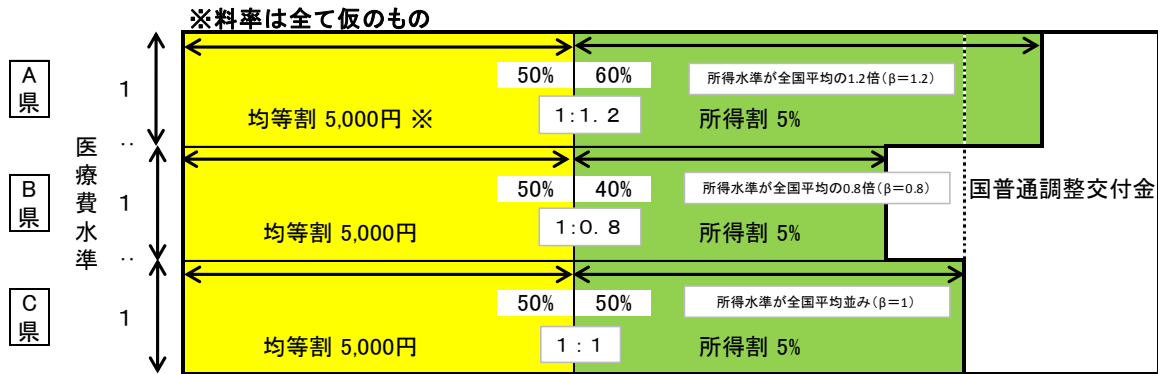 ※料率は全て仮のもの
A県
1
50%
60%
所得水準が全国平均の1.2倍(β=1.2)
均等割 5,000円 ※
1:1.2
所得割 5%
:
医療費水準
B県
1
50%
40%
所得水準が全国平均の0.8倍(β=0.8)
国普通調整交付金
均等割 5,000円
1:0.8
所得割 5%
:
C県
1
50%
50%
所得水準が全国平均並み(β=1)
均等割 5,000円
1:1
所得割 5%